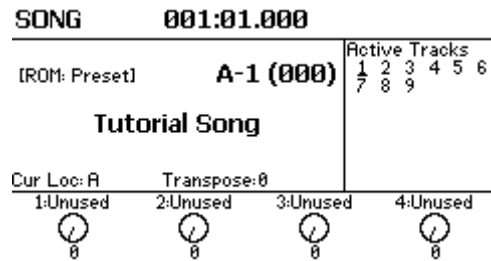 SONG 001:01.000
[ROM: Preset] A-1 (000)
Active Tracks
1 2 3 4 5 6
7 8 9
Tutorial Song
Cur Loc:A Transpose:0
1:Unused 2:Unused 3:Unused 4:Unused
0 0 0 0